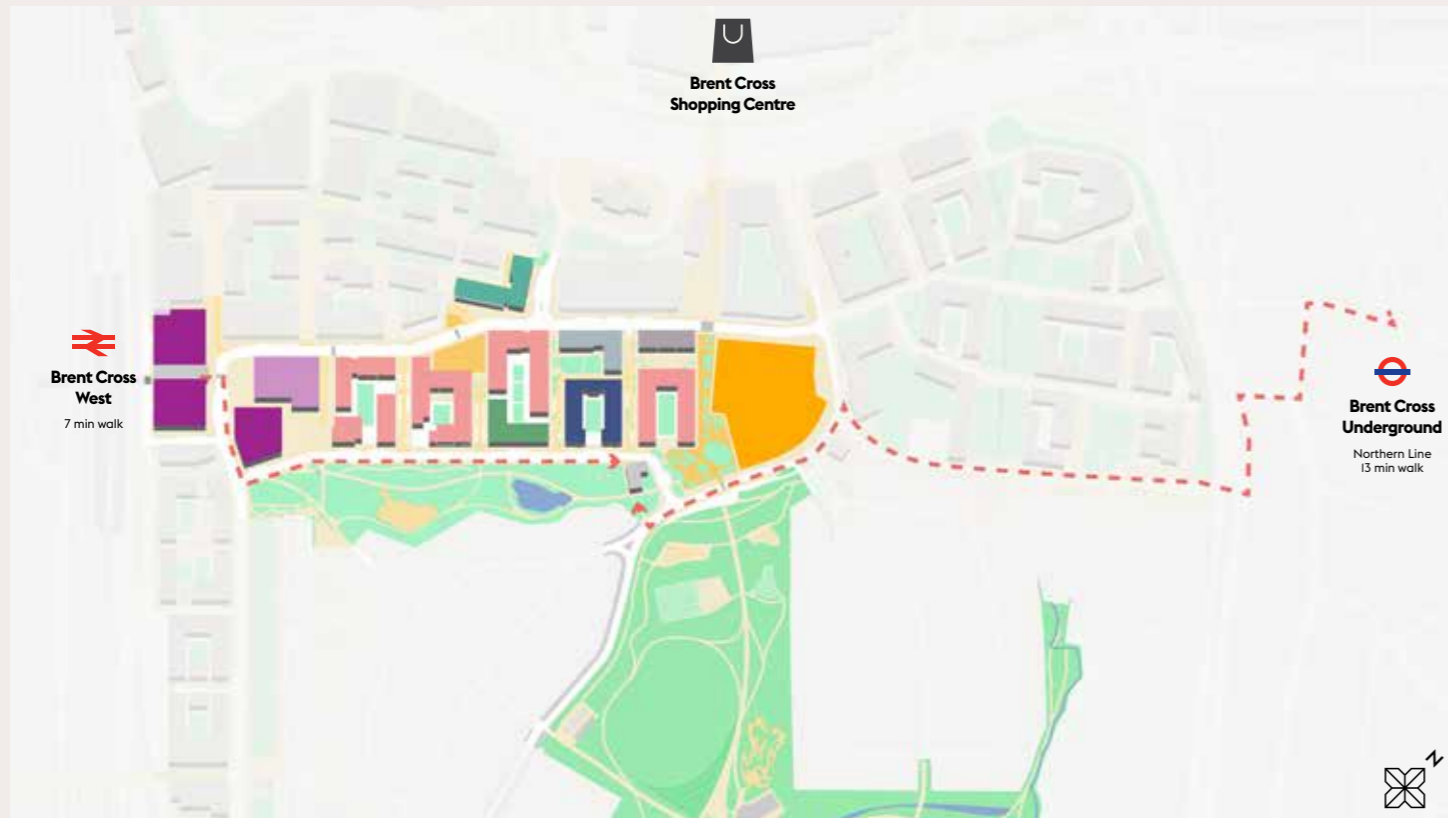 Brent Cross
Shopping Centre
Brent Cross
West
7 min walk
Brent Cross
Underground
Northern Line
13 min walk
N